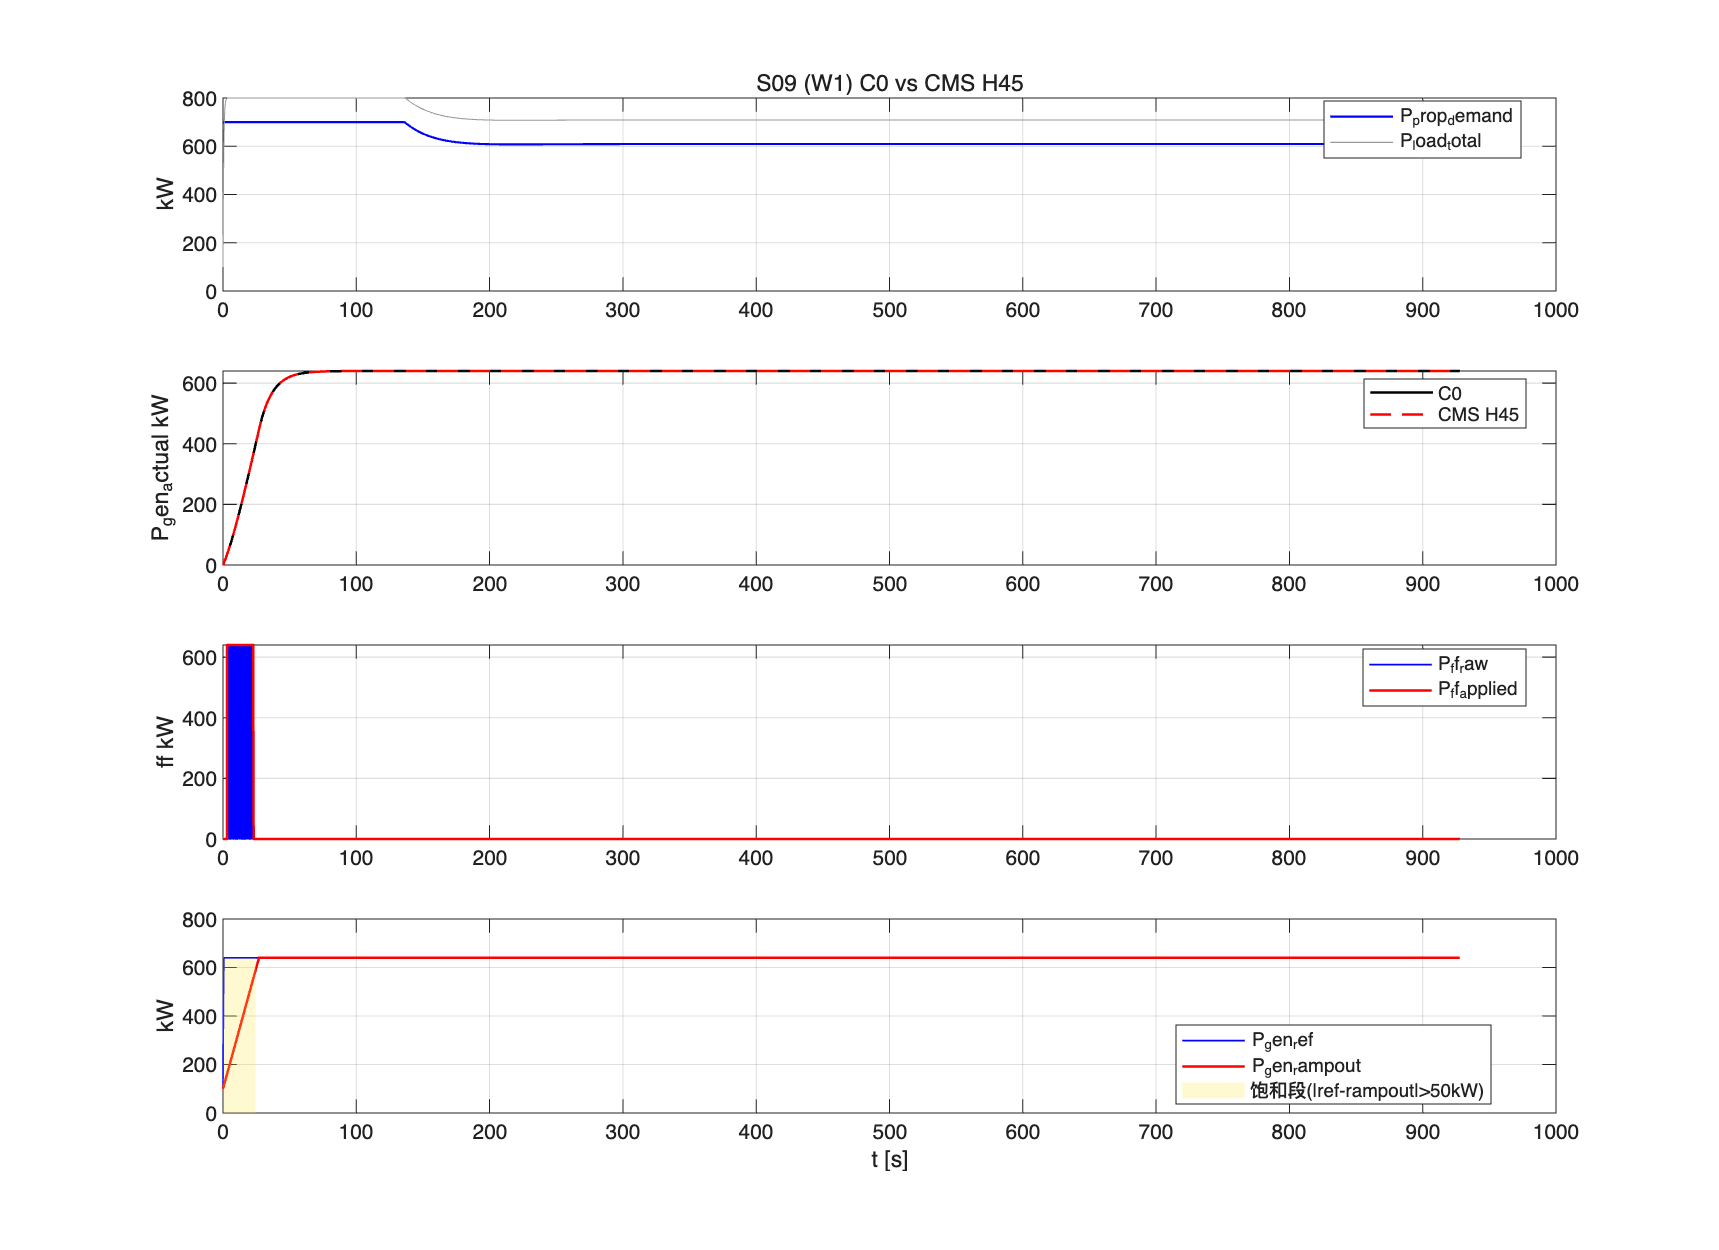 S09 (W1) C0 vs CMS H45
800
600
400
200
0
kW
P_prop_demand
P_load_total
0 100 200 300 400 500 600 700 800 900 1000
600
400
200
0
P_gen_actual kW
C0
CMS H45
0 100 200 300 400 500 600 700 800 900 1000
600
400
200
0
ff kW
P_ff_raw
P_ff_applied
0 100 200 300 400 500 600 700 800 900 1000
800
600
400
200
0
kW
P_gen_ref
P_gen_rampout
饱和段(|ref-rampout|>50kW)
0 100 200 300 400 500 600 700 800 900 1000
t [s]